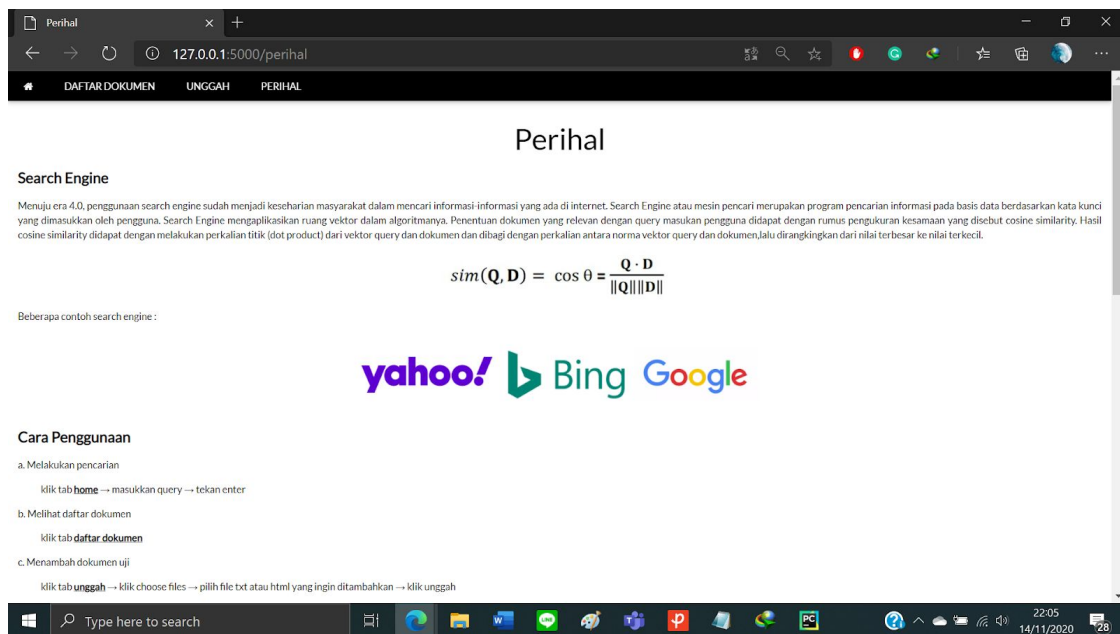 Perihal
127.0.0.1:5000/perihal
DAFTAR DOKUMEN UNGGAH PERIHAL
Perihal
Search Engine
Menuju era 4.0, penggunaan search engine sudah menjadi keseharian masyarakat dalam mencari informasi-informasi yang ada di internet. Search Engine atau mesin pencari merupakan program pencarian informasi pada basis data berdasarkan kata kunci
yang dimasukkan oleh pengguna. Search Engine mengaplikasikan ruang vektor dalam algoritmanya. Penentuan dokumen yang relevan dengan query masukan pengguna didapat dengan rumus pengukuran kesamaan yang disebut cosine similarity. Hasil
cosine similarity didapat dengan melakukan perkalian titik (dot product) dari vektor query dan dokumen dan dibagi dengan perkalian antara norma vektor query dan dokumen,lalu dirangkingkan dari nilai terbesar ke nilai terkecil.
sim(Q, D) = cos θ = Q · D / ‖Q‖‖D‖
Beberapa contoh search engine :
yahoo! Bing Google
Cara Penggunaan
a. Melakukan pencarian
klik tab home → masukkan query → tekan enter
b. Melihat daftar dokumen
klik tab daftar dokumen
c. Menambah dokumen uji
klik tab unggah → klik choose files → pilih file txt atau html yang ingin ditambahkan → klik unggah
Type here to search
22:05
14/11/2020
28